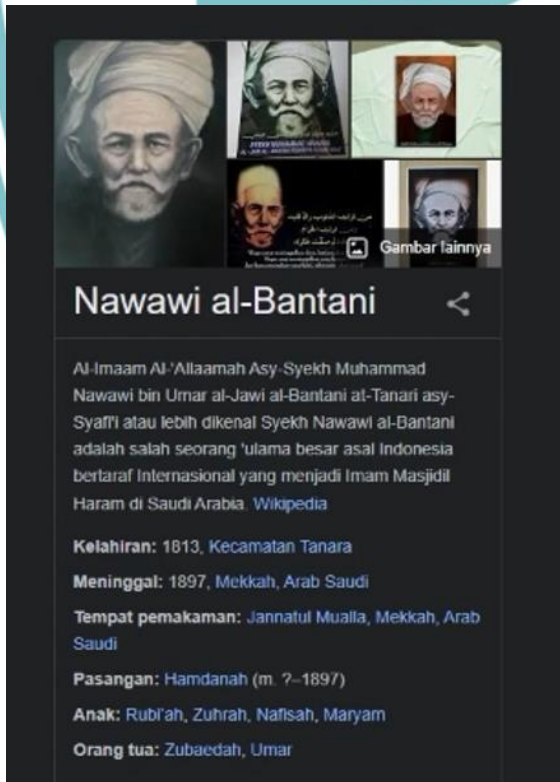 Gambar lainnya
Nawawi al-Bantani
Al-Imaam Al-'Allaamah Asy-Syekh Muhammad
Nawawi bin Umar al-Jawi al-Bantani at-Tanari asy-
Syafi'i atau lebih dikenal Syekh Nawawi al-Bantani
adalah salah seorang 'ulama besar asal Indonesia
bertaraf Internasional yang menjadi Imam Masjidil
Haram di Saudi Arabia. Wikipedia
Kelahiran: 1813, Kecamatan Tanara
Meninggal: 1897, Mekkah, Arab Saudi
Tempat pemakaman: Jannatul Mualla, Mekkah, Arab
Saudi
Pasangan: Hamdanah (m. ?–1897)
Anak: Rubi'ah, Zuhrah, Nafisah, Maryam
Orang tua: Zubaedah, Umar